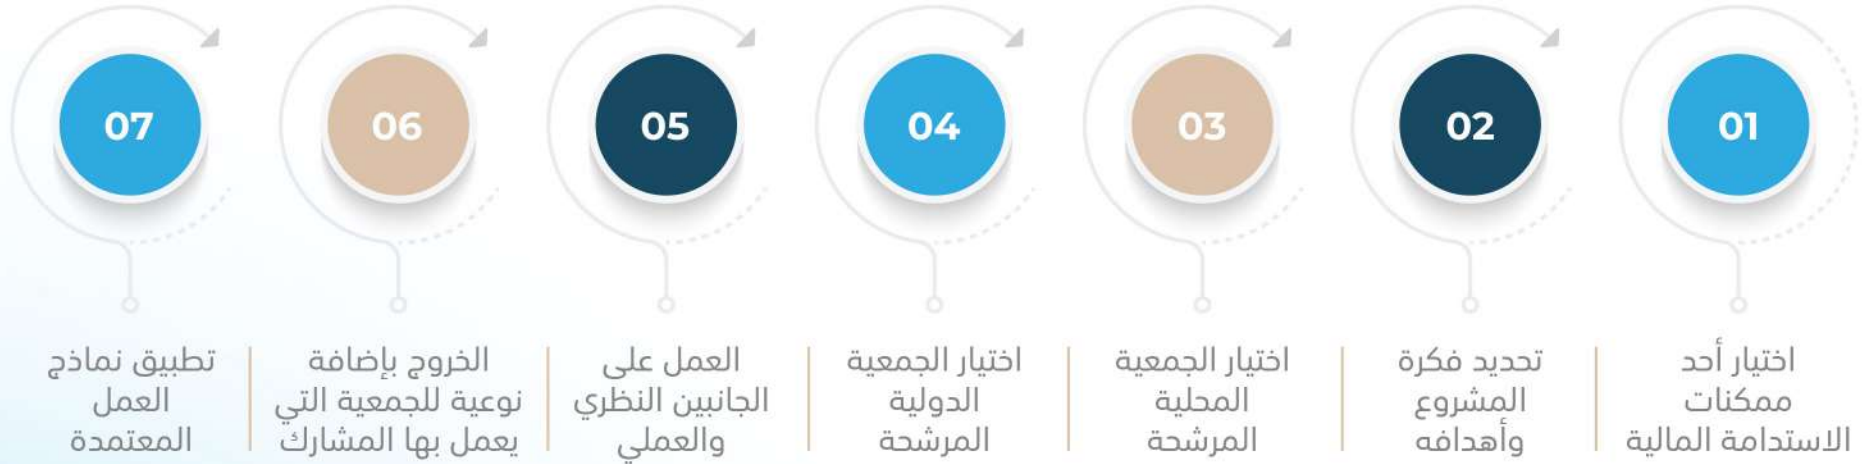 01
اختيار أحد
ممكنات
الاستدامة المالية
02
تحديد فكرة
المشروع
وأهدافه
03
اختيار الجمعية
المحلية
المرشحة
04
اختيار الجمعية
الدولية
المرشحة
05
العمل على
الجانبين النظري
والعملي
06
الخروج بإضافة
نوعية للجمعية التي
يعمل بها المشارك
07
تطبيق نماذج
العمل
المعتمدة